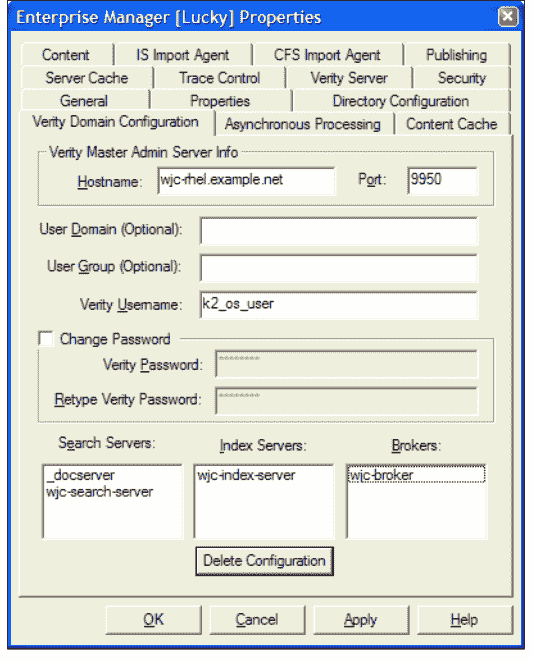 Enterprise Manager [Lucky] Properties
Content IS Import Agent CFS Import Agent Publishing
Server Cache Trace Control Verity Server Security
General Properties Directory Configuration
Verity Domain Configuration Asynchronous Processing Content Cache
Verity Master Admin Server Info
Hostname: wjc-rhel.example.net Port: 9950
User Domain (Optional):
User Group (Optional):
Verity Username: k2_os_user
Change Password
Verity Password: ********
Retype Verity Password: ********
Search Servers: Index Servers: Brokers:
_docserver wjc-index-server wjc-broker
wjc-search-server
Delete Configuration
OK Cancel Apply Help